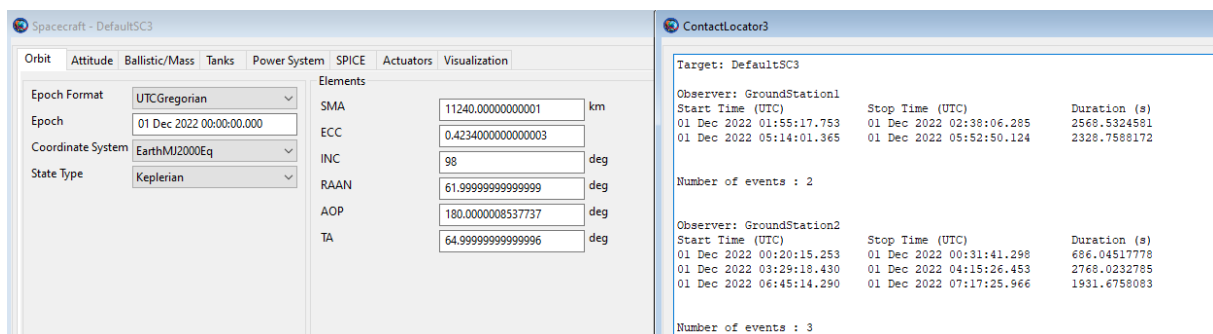 Spacecraft - DefaultSC3
Orbit Attitude Ballistic/Mass Tanks Power System SPICE Actuators Visualization
Epoch Format UTCGregorian
Epoch 01 Dec 2022 00:00:00.000
Coordinate System EarthMJ2000Eq
State Type Keplerian
Elements
SMA 11240.00000000001 km
ECC 0.4234000000000003
INC 98 deg
RAAN 61.99999999999999 deg
AOP 180.0000008537737 deg
TA 64.99999999999996 deg
ContactLocator3
Target: DefaultSC3
Observer: GroundStation1
Start Time (UTC) Stop Time (UTC) Duration (s)
01 Dec 2022 01:55:17.753 01 Dec 2022 02:38:06.285 2568.5324581
01 Dec 2022 05:14:01.365 01 Dec 2022 05:52:50.124 2328.7588172
Number of events : 2
Observer: GroundStation2
Start Time (UTC) Stop Time (UTC) Duration (s)
01 Dec 2022 00:20:15.253 01 Dec 2022 00:31:41.298 686.04517778
01 Dec 2022 03:29:18.430 01 Dec 2022 04:15:26.453 2768.0232785
01 Dec 2022 06:45:14.290 01 Dec 2022 07:17:25.966 1931.6758083
Number of events : 3